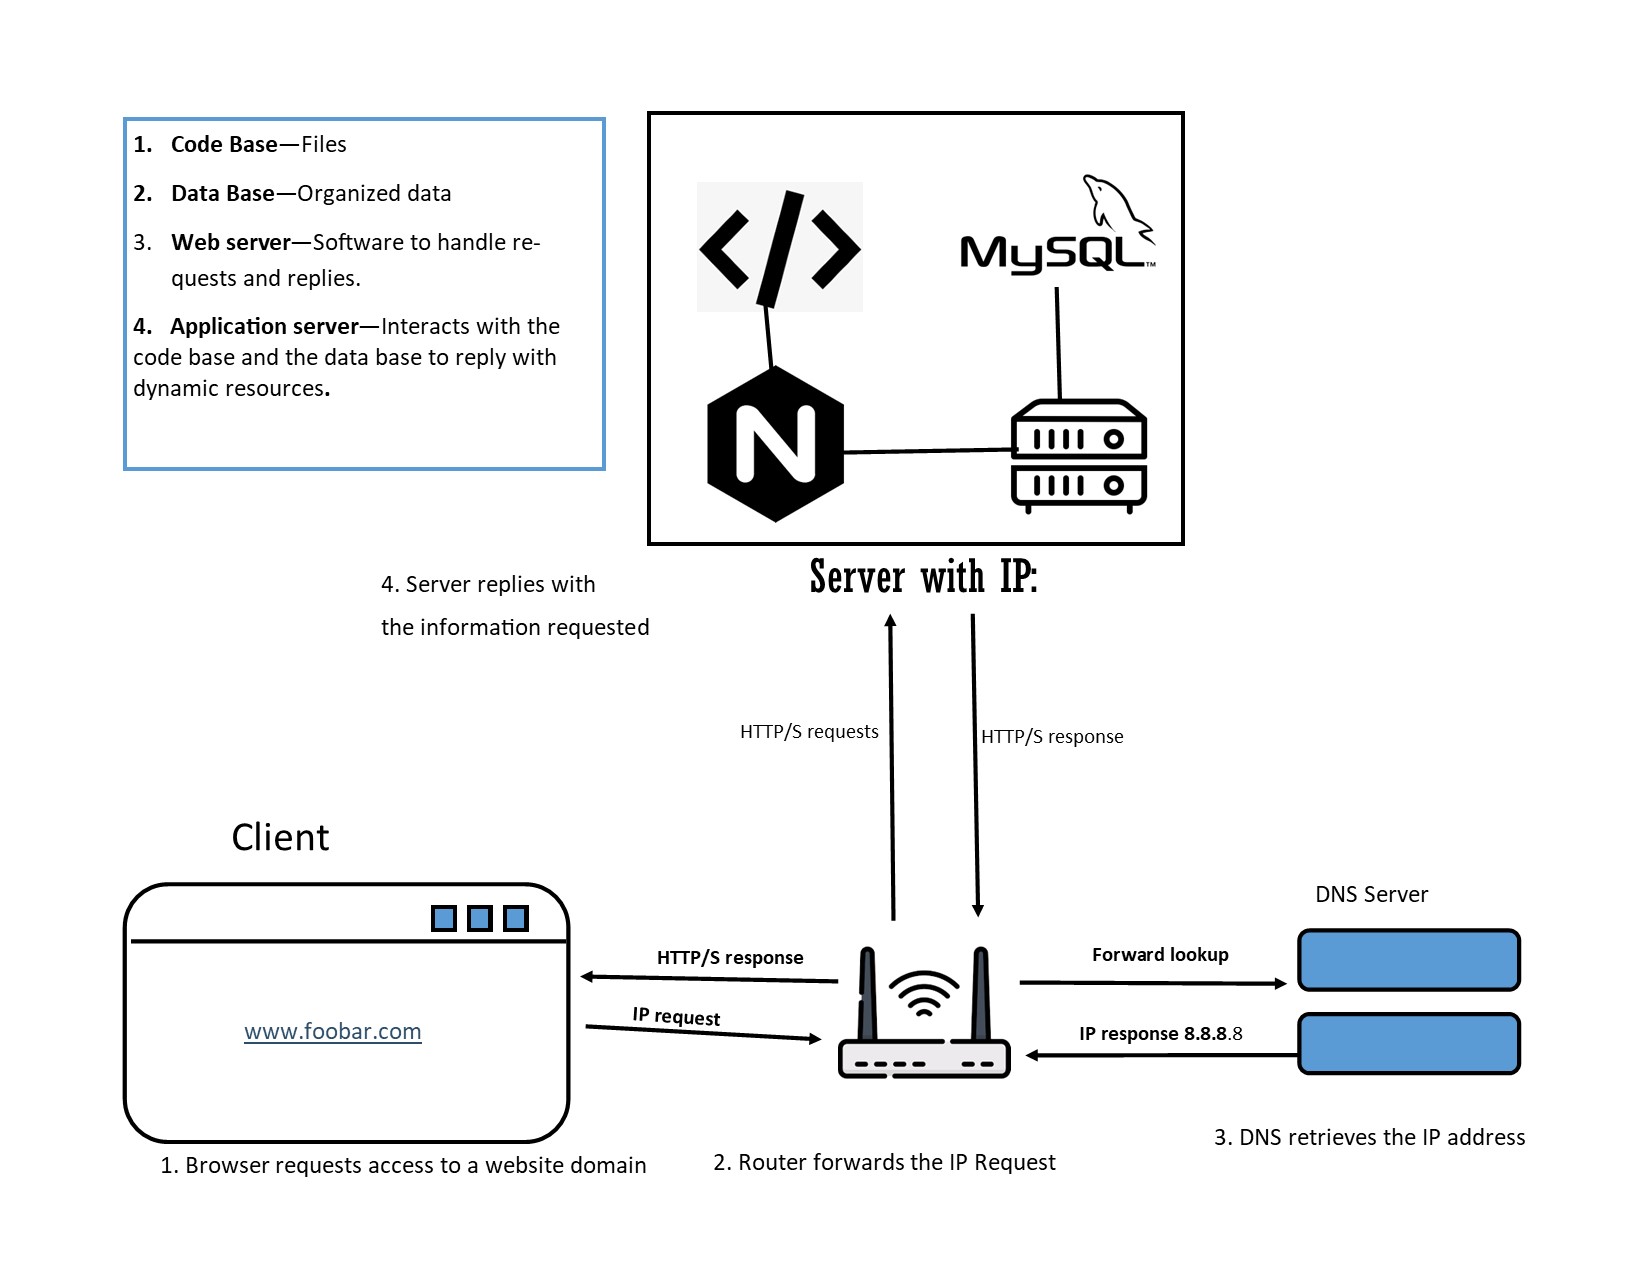 1. Code Base—Files
2. Data Base—Organized data
3. Web server—Software to handle re-
quests and replies.
4. Application server—Interacts with the
code base and the data base to reply with
dynamic resources.
</>
MySQL™
N
Server with IP:
4. Server replies with
the information requested
HTTP/S requests
HTTP/S response
Client
www.foobar.com
HTTP/S response
IP request
DNS Server
Forward lookup
IP response 8.8.8.8
1. Browser requests access to a website domain
2. Router forwards the IP Request
3. DNS retrieves the IP address